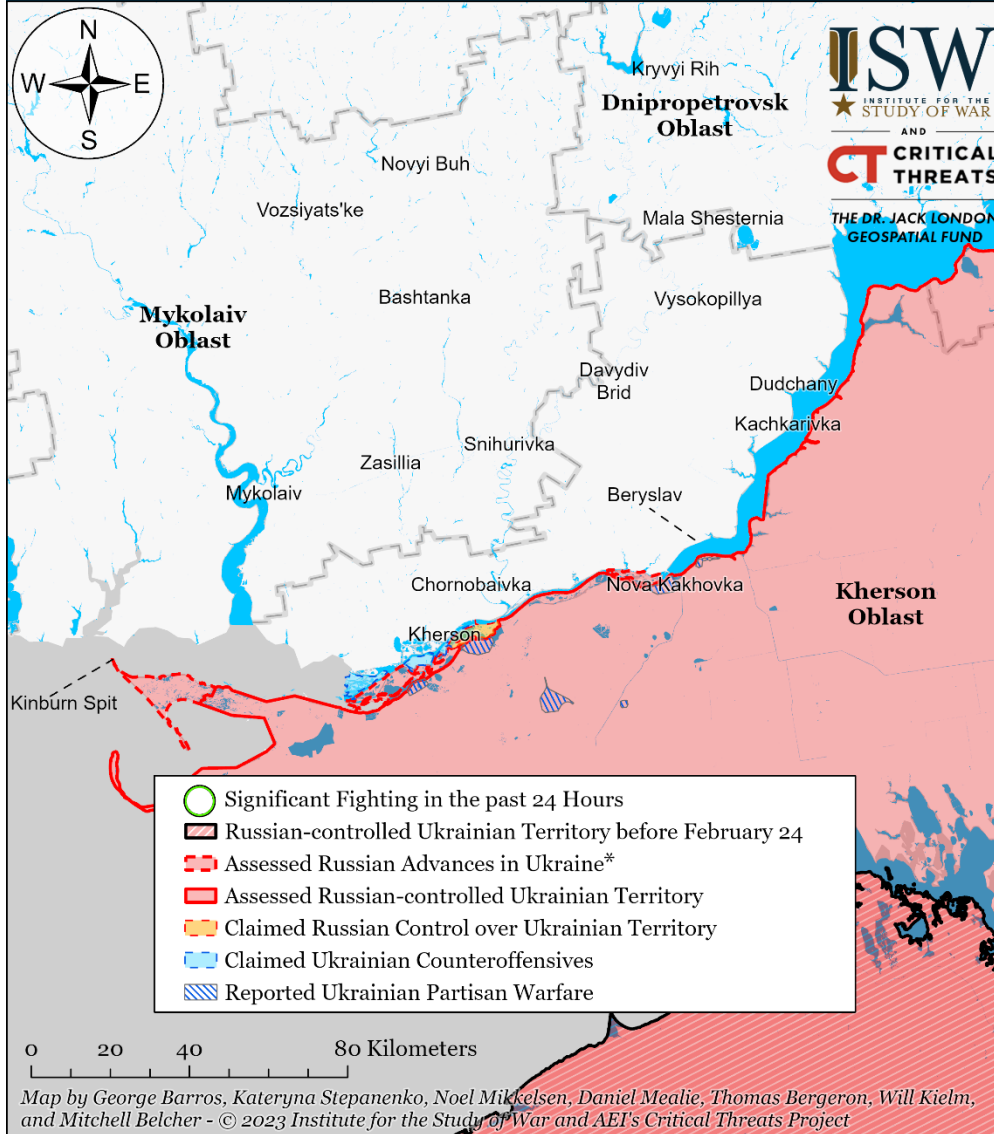 N
W
E
S
ISW
INSTITUTE FOR THE
STUDY OF WAR
AND
CT CRITICAL
THREATS
THE DR. JACK LONDON
GEOSPATIAL FUND
Kryvyi Rih
Dnipropetrovsk
Oblast
Novyi Buh
Vozsiyats'ke
Mala Shesternia
Bashtanka
Vysokopillya
Mykolaiv
Oblast
Davydiv
Brid
Dudchany
Kachkarivka
Snihurivka
Zasillia
Mykolaiv
Beryslav
Chornobaivka
Nova Kakhovka
Kherson
Oblast
Kherson
Kinburn Spit
Significant Fighting in the past 24 Hours
Russian-controlled Ukrainian Territory before February 24
Assessed Russian Advances in Ukraine*
Assessed Russian-controlled Ukrainian Territory
Claimed Russian Control over Ukrainian Territory
Claimed Ukrainian Counteroffensives
Reported Ukrainian Partisan Warfare
0 20 40 80 Kilometers
Map by George Barros, Kateryna Stepanenko, Noel Mikkelsen, Daniel Mealie, Thomas Bergeron, Will Kielm,
and Mitchell Belcher - © 2023 Institute for the Study of War and AEI's Critical Threats Project